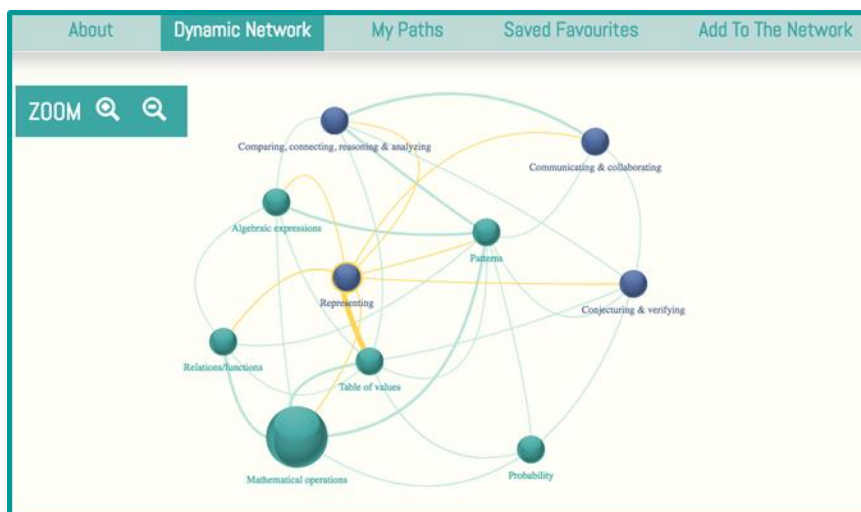 About
Dynamic Network
My Paths
Saved Favourites
Add To The Network
ZOOM
Comparing, connecting, reasoning & analyzing
Communicating & collaborating
Algebraic expressions
Patterns
Representing
Conjecturing & verifying
Relations/functions
Table of values
Mathematical operations
Probability